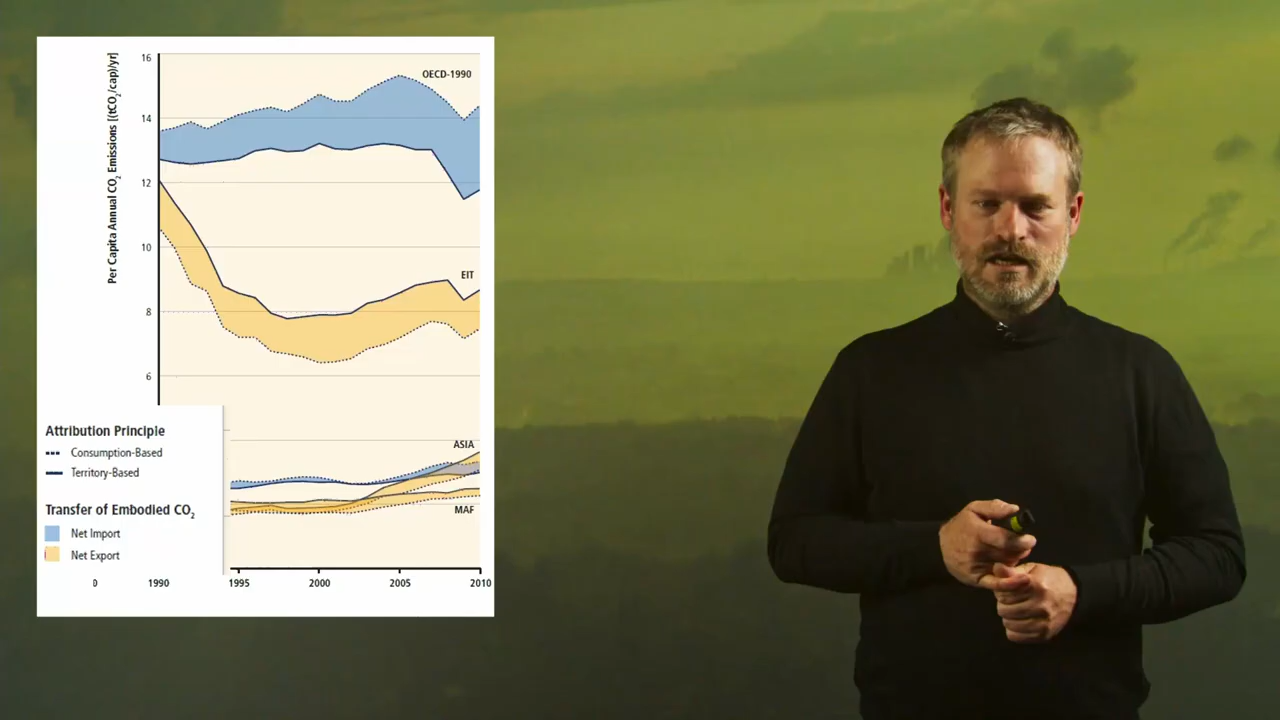 Per Capita Annual CO2 Emissions [(tCO2/cap)/yr]
16
14
12
10
8
6
OECD-1990
EIT
ASIA
MAF
Attribution Principle
Consumption-Based
Territory-Based
Transfer of Embodied CO2
Net Import
Net Export
0 1990 1995 2000 2005 2010